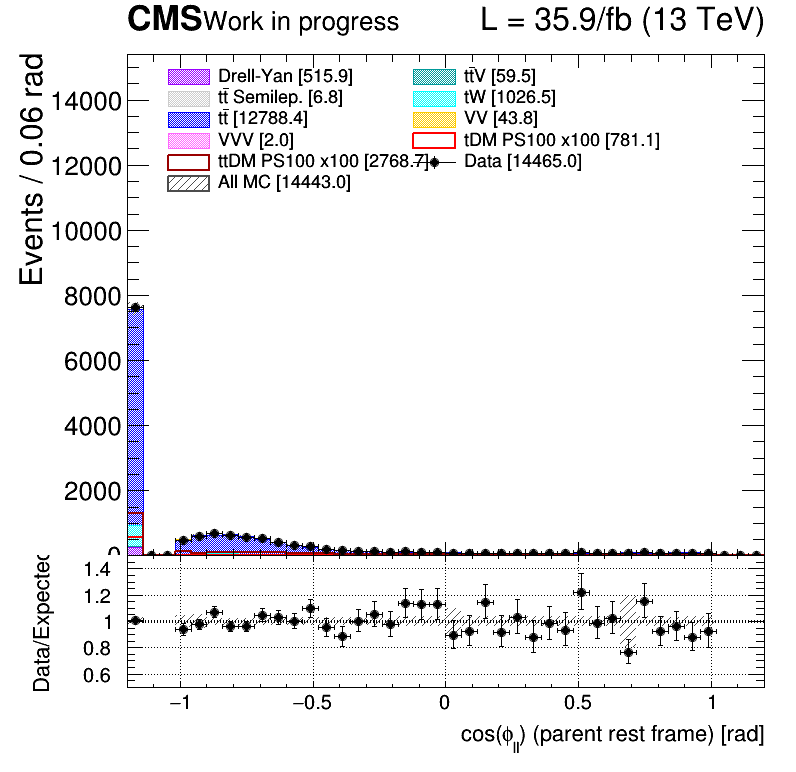 CMS Work in progress L = 35.9/fb (13 TeV)
Events / 0.06 rad
Drell-Yan [515.9] tt̄V [59.5]
tt̄ Semilep. [6.8] tW [1026.5]
tt̄ [12788.4] VV [43.8]
VVV [2.0] tDM PS100 x100 [781.1]
ttDM PS100 x100 [2768.7] Data [14465.0]
All MC [14443.0]
14000
12000
10000
8000
6000
4000
2000
0
Data/Expected
1.4
1.2
1
0.8
0.6
−1 −0.5 0 0.5 1
cos(ϕ_ll) (parent rest frame) [rad]